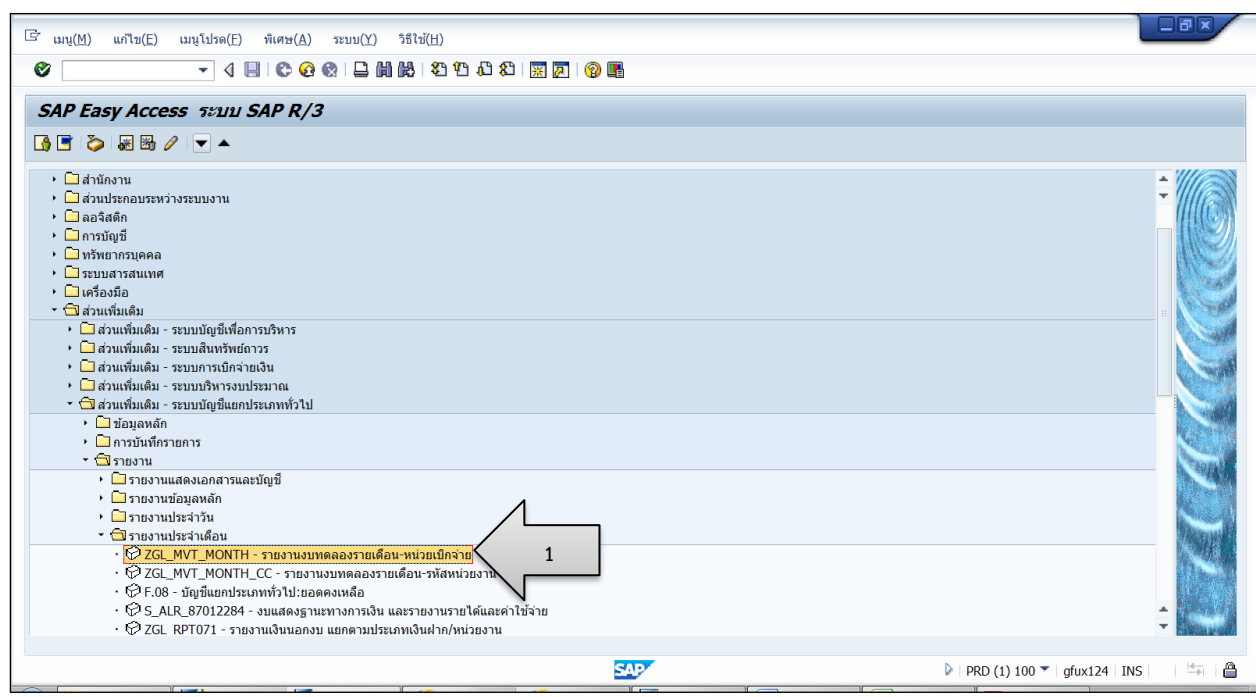 เมนู(M) แก้ไข(E) เมนูโปรด(F) พิเศษ(A) ระบบ(Y) วิธีใช้(H)
SAP Easy Access ระบบ SAP R/3
สำนักงาน
ส่วนประกอบระหว่างระบบงาน
ลอจิสติก
การบัญชี
ทรัพยากรบุคคล
ระบบสารสนเทศ
เครื่องมือ
ส่วนเพิ่มเติม
ส่วนเพิ่มเติม - ระบบบัญชีเพื่อการบริหาร
ส่วนเพิ่มเติม - ระบบสินทรัพย์ถาวร
ส่วนเพิ่มเติม - ระบบการเบิกจ่ายเงิน
ส่วนเพิ่มเติม - ระบบบริหารงบประมาณ
ส่วนเพิ่มเติม - ระบบบัญชีแยกประเภททั่วไป
ข้อมูลหลัก
การบันทึกรายการ
รายงาน
รายงานแสดงเอกสารและบัญชี
รายงานข้อมูลหลัก
รายงานประจำวัน
รายงานประจำเดือน
ZGL_MVT_MONTH - รายงานงบทดลองรายเดือน-หน่วยเบิกจ่าย
1
ZGL_MVT_MONTH_CC - รายงานงบทดลองรายเดือน-รหัสหน่วยงาน
F.08 - บัญชีแยกประเภททั่วไป:ยอดคงเหลือ
S_ALR_87012284 - งบแสดงฐานะทางการเงิน และรายงานรายได้และค่าใช้จ่าย
ZGL_RPT071 - รายงานเงินนอกงบ แยกตามประเภทเงินฝาก/หน่วยงาน
SAP PRD (1) 100 gfux124 INS